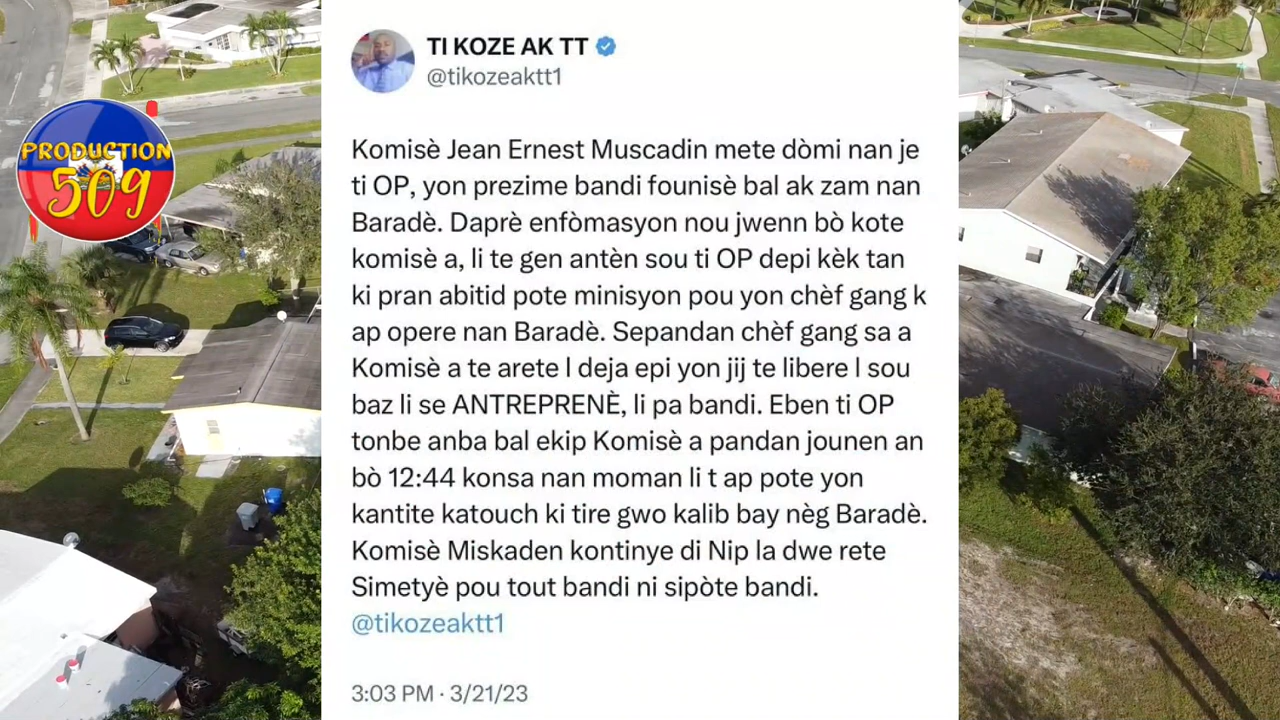 PRODUCTION
509
TI KOZE AK TT
@tikozeaktt1
Komisè Jean Ernest Muscadin mete dòmi nan je
ti OP, yon prezime bandi founisè bal ak zam nan
Baradè. Daprè enfòmasyon nou jwenn bò kote
komisè a, li te gen antèn sou ti OP depi kèk tan
ki pran abitid pote minisyon pou yon chèf gang k
ap opere nan Baradè. Sepandan chèf gang sa a
Komisè a te arete l deja epi yon jij te libere l sou
baz li se ANTREPRENÈ, li pa bandi. Eben ti OP
tonbe anba bal ekip Komisè a pandan jounen an
bò 12:44 konsa nan moman li t ap pote yon
kantite katouch ki tire gwo kalib bay nèg Baradè.
Komisè Miskaden kontinye di Nip la dwe rete
Simetyè pou tout bandi ni sipòte bandi.
@tikozeaktt1
3:03 PM · 3/21/23